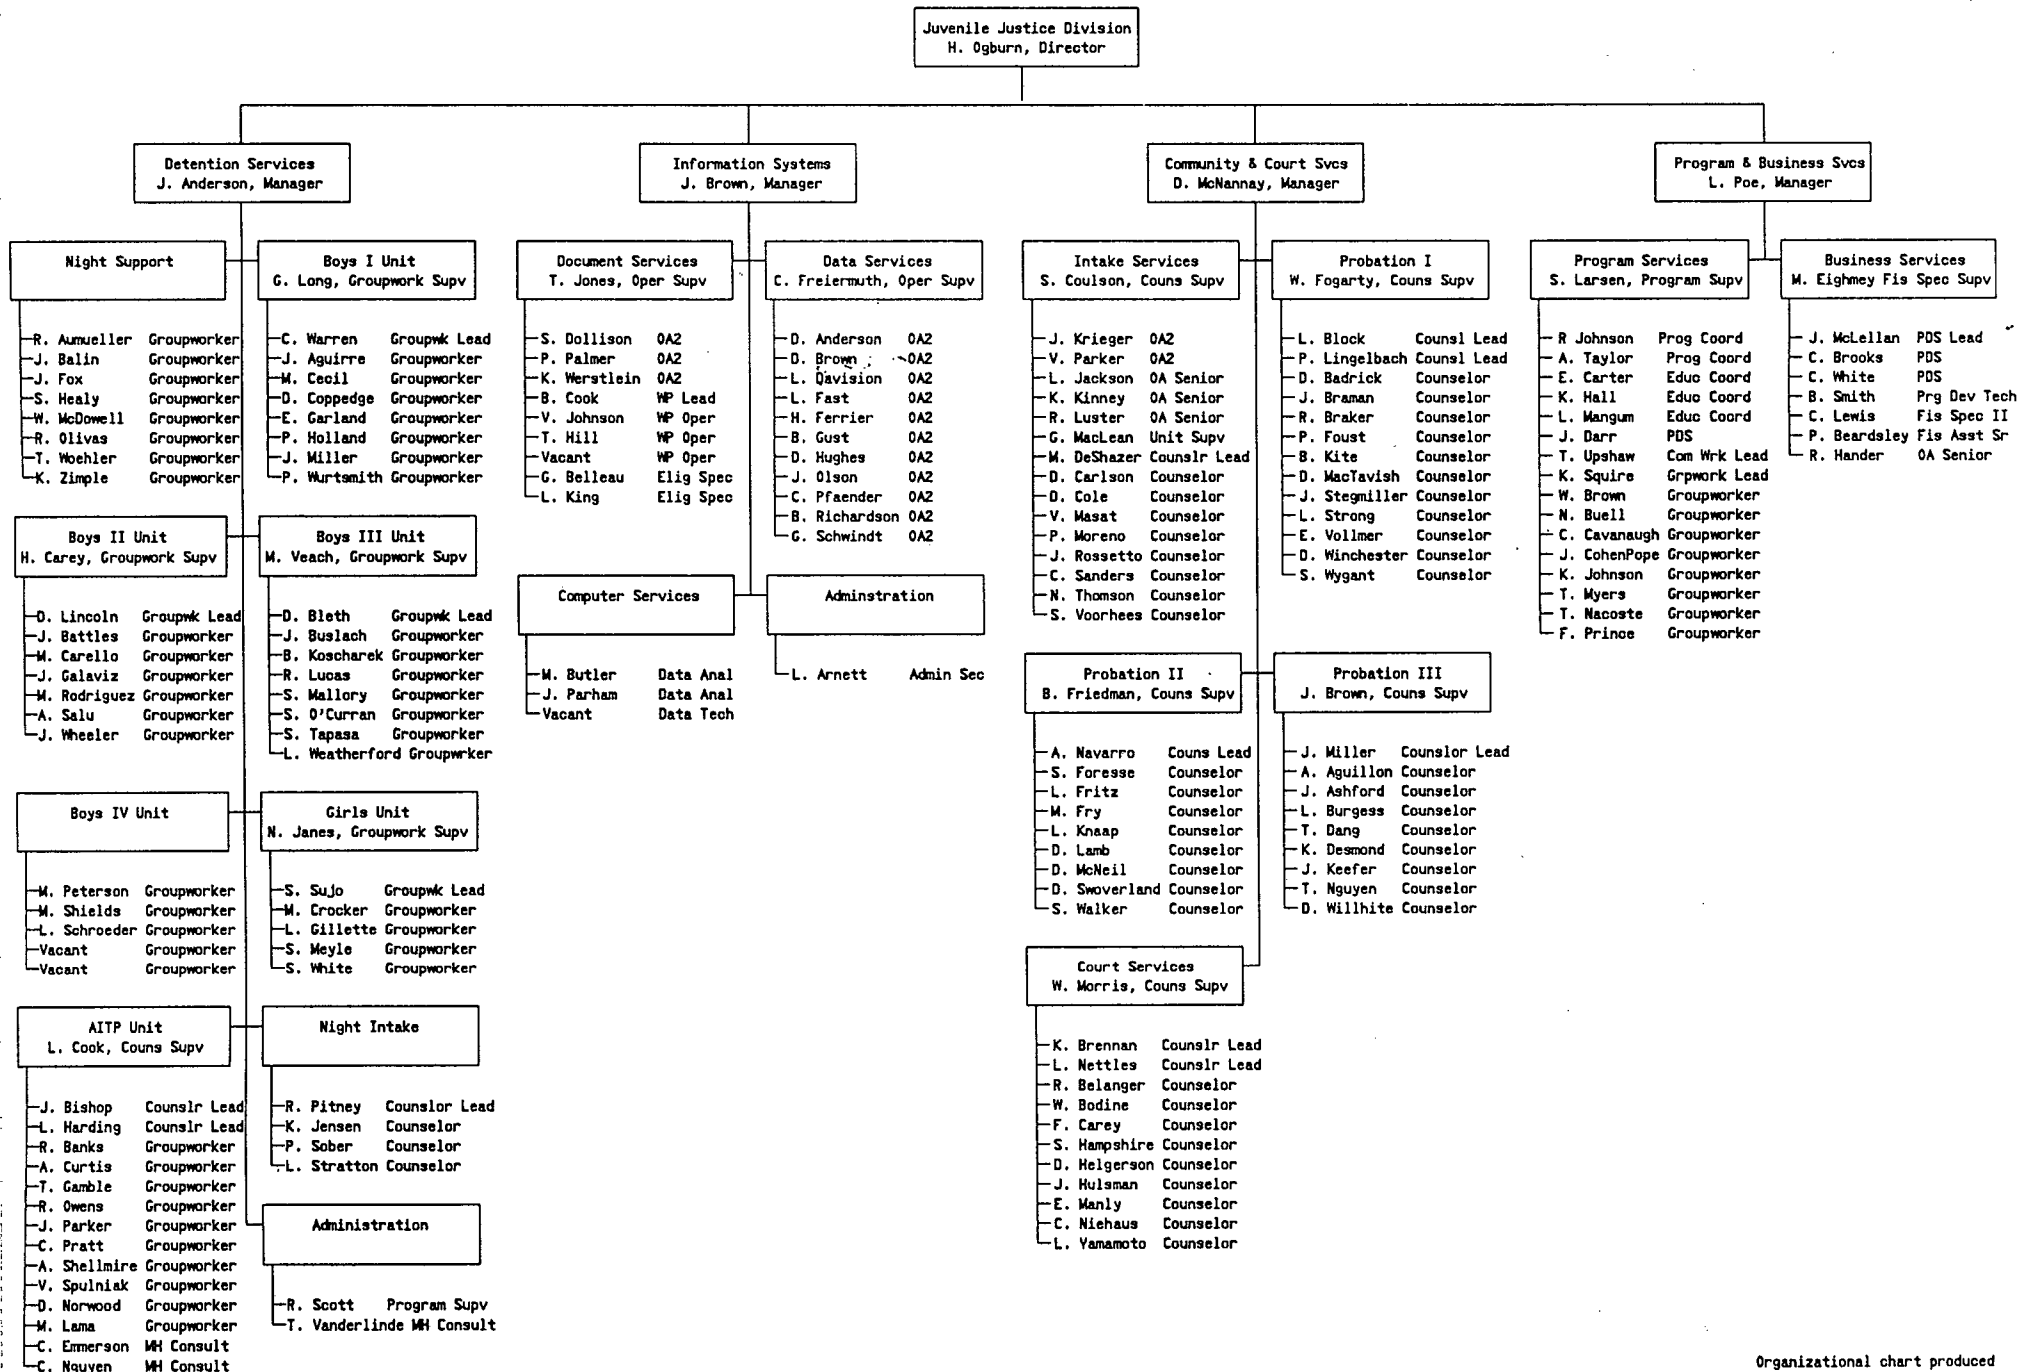 Juvenile Justice Division
H. Ogburn, Director
Detention Services
J. Anderson, Manager
Night Support
R. Aumueller Groupworker
J. Balin Groupworker
J. Fox Groupworker
S. Healy Groupworker
W. McDowell Groupworker
R. Olivas Groupworker
T. Woehler Groupworker
K. Zimple Groupworker
Boys I Unit
G. Long, Groupwork Supv
C. Warren Groupwk Lead
J. Aguirre Groupworker
M. Cecil Groupworker
D. Coppedge Groupworker
E. Garland Groupworker
P. Holland Groupworker
J. Miller Groupworker
P. Wurtsmith Groupworker
Boys II Unit
H. Carey, Groupwork Supv
D. Lincoln Groupwk Lead
J. Battles Groupworker
M. Carello Groupworker
J. Galaviz Groupworker
M. Rodriguez Groupworker
A. Salu Groupworker
J. Wheeler Groupworker
Boys III Unit
M. Veach, Groupwork Supv
D. Bleth Groupwk Lead
J. Buslach Groupworker
B. Koscharek Groupworker
R. Lucas Groupworker
S. Mallory Groupworker
S. O'Curran Groupworker
S. Tapasa Groupworker
L. Weatherford Groupwrker
Boys IV Unit
M. Peterson Groupworker
M. Shields Groupworker
L. Schroeder Groupworker
Vacant Groupworker
Vacant Groupworker
Girls Unit
N. Janes, Groupwork Supv
S. Sujo Groupwk Lead
M. Crocker Groupworker
L. Gillette Groupworker
S. Meyle Groupworker
S. White Groupworker
AITP Unit
L. Cook, Couns Supv
J. Bishop Counslr Lead
L. Harding Counslr Lead
R. Banks Groupworker
A. Curtis Groupworker
T. Gamble Groupworker
R. Owens Groupworker
J. Parker Groupworker
C. Pratt Groupworker
A. Shellmire Groupworker
V. Spulniak Groupworker
D. Norwood Groupworker
M. Lama Groupworker
C. Emmerson MH Consult
C. Nguyen MH Consult
Night Intake
R. Pitney Counslor Lead
K. Jensen Counselor
P. Sober Counselor
L. Stratton Counselor
Administration
R. Scott Program Supv
T. Vanderlinde MH Consult
Information Systems
J. Brown, Manager
Document Services
T. Jones, Oper Supv
S. Dollison OA2
P. Palmer OA2
K. Werstlein OA2
B. Cook WP Lead
V. Johnson WP Oper
T. Hill WP Oper
Vacant WP Oper
G. Belleau Elig Spec
L. King Elig Spec
Data Services
C. Freiermuth, Oper Supv
D. Anderson OA2
D. Brown OA2
L. Davision OA2
L. Fast OA2
H. Ferrier OA2
B. Gust OA2
D. Hughes OA2
J. Olson OA2
C. Pfaender OA2
B. Richardson OA2
G. Schwindt OA2
Computer Services
M. Butler Data Anal
J. Parham Data Anal
Vacant Data Tech
Adminstration
L. Arnett Admin Sec
Community & Court Svcs
D. McNannay, Manager
Intake Services
S. Coulson, Couns Supv
J. Krieger OA2
V. Parker OA2
L. Jackson OA Senior
K. Kinney OA Senior
R. Luster OA Senior
G. MacLean Unit Supv
M. DeShazer Counslr Lead
D. Carlson Counselor
D. Cole Counselor
V. Masat Counselor
P. Moreno Counselor
J. Rossetto Counselor
C. Sanders Counselor
N. Thomson Counselor
S. Voorhees Counselor
Probation I
W. Fogarty, Couns Supv
L. Block Counsl Lead
P. Lingelbach Counsl Lead
D. Badrick Counselor
J. Braman Counselor
R. Braker Counselor
P. Foust Counselor
B. Kite Counselor
D. MacTavish Counselor
J. Stegmiller Counselor
L. Strong Counselor
E. Vollmer Counselor
D. Winchester Counselor
S. Wygant Counselor
Probation II
B. Friedman, Couns Supv
A. Navarro Couns Lead
S. Foresse Counselor
L. Fritz Counselor
M. Fry Counselor
L. Knaap Counselor
D. Lamb Counselor
D. McNeil Counselor
D. Swoverland Counselor
S. Walker Counselor
Probation III
J. Brown, Couns Supv
J. Miller Counslor Lead
A. Aguillon Counselor
J. Ashford Counselor
L. Burgess Counselor
T. Dang Counselor
K. Desmond Counselor
J. Keefer Counselor
T. Nguyen Counselor
D. Willhite Counselor
Court Services
W. Morris, Couns Supv
K. Brennan Counslr Lead
L. Nettles Counslr Lead
R. Belanger Counselor
W. Bodine Counselor
F. Carey Counselor
S. Hampshire Counselor
D. Helgerson Counselor
J. Hulsman Counselor
E. Manly Counselor
C. Niehaus Counselor
L. Yamamoto Counselor
Program & Business Svcs
L. Poe, Manager
Program Services
S. Larsen, Program Supv
R Johnson Prog Coord
A. Taylor Prog Coord
E. Carter Educ Coord
K. Hall Educ Coord
L. Mangum Educ Coord
J. Darr PDS
T. Upshaw Com Wrk Lead
K. Squire Grpwork Lead
W. Brown Groupworker
N. Buell Groupworker
C. Cavanaugh Groupworker
J. CohenPope Groupworker
K. Johnson Groupworker
T. Myers Groupworker
T. Nacoste Groupworker
F. Prince Groupworker
Business Services
M. Eighmey Fis Spec Supv
J. McLellan PDS Lead
C. Brooks PDS
C. White PDS
B. Smith Prg Dev Tech
C. Lewis Fis Spec II
P. Beardsley Fis Asst Sr
R. Hander OA Senior
Organizational chart produced